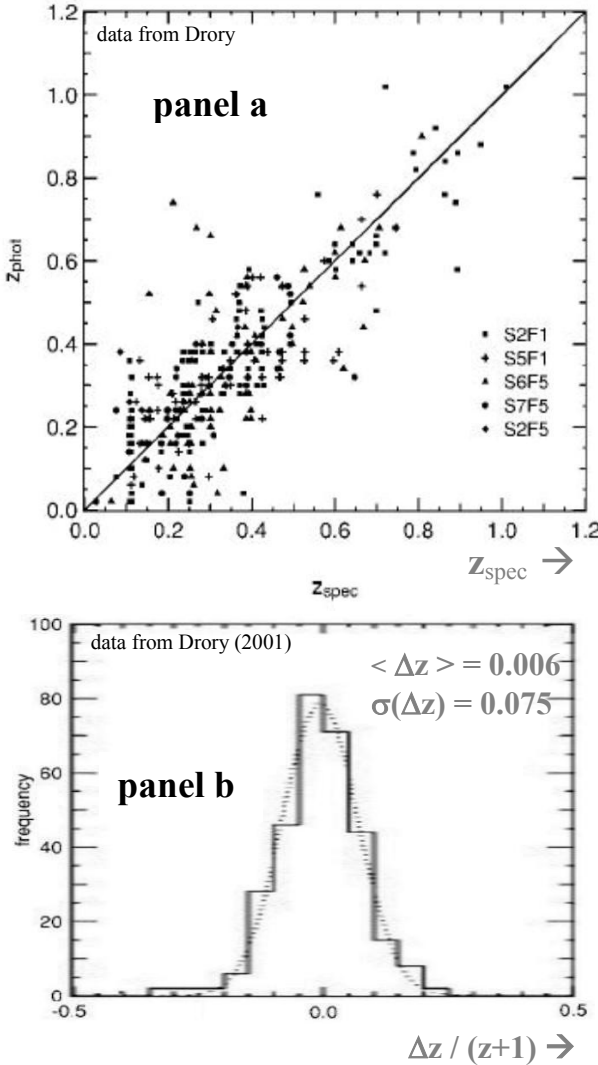 1.2
data from Drory
panel a
1.0
0.8
zphot
0.6
S2F1
S5F1
0.4
S6F5
S7F5
0.2
S2F5
0.0
0.0 0.2 0.4 0.6 0.8 1.0 1.2
zspec →
zspec
100
data from Drory (2001)
< Δz > = 0.006
80
σ(Δz) = 0.075
60
panel b
frequency
40
20
0
-0.5 0.0 0.5
Δz / (z+1) →